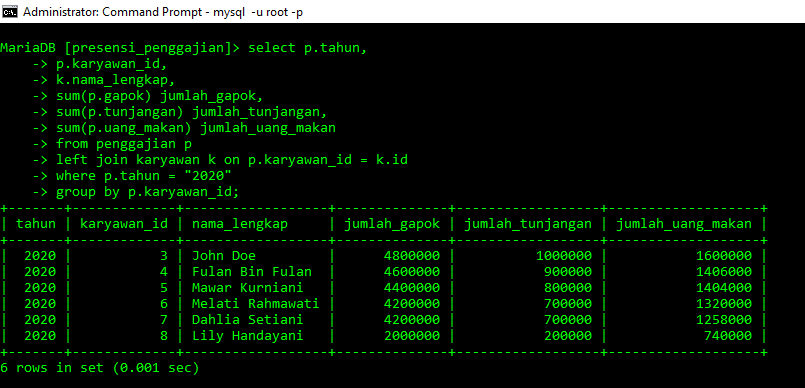 Administrator: Command Prompt - mysql -u root -p
MariaDB [presensi_penggajian]> select p.tahun,
    -> p.karyawan_id,
    -> k.nama_lengkap,
    -> sum(p.gapok) jumlah_gapok,
    -> sum(p.tunjangan) jumlah_tunjangan,
    -> sum(p.uang_makan) jumlah_uang_makan
    -> from penggajian p
    -> left join karyawan k on p.karyawan_id = k.id
    -> where p.tahun = "2020"
    -> group by p.karyawan_id;
+-------+-------------+------------------+--------------+------------------+-------------------+
| tahun | karyawan_id | nama_lengkap     | jumlah_gapok | jumlah_tunjangan | jumlah_uang_makan |
+-------+-------------+------------------+--------------+------------------+-------------------+
|  2020 |           3 | John Doe         |      4800000 |          1000000 |           1600000 |
|  2020 |           4 | Fulan Bin Fulan  |      4600000 |           900000 |           1406000 |
|  2020 |           5 | Mawar Kurniani   |      4400000 |           800000 |           1404000 |
|  2020 |           6 | Melati Rahmawati |      4200000 |           700000 |           1320000 |
|  2020 |           7 | Dahlia Setiani   |      4200000 |           700000 |           1258000 |
|  2020 |           8 | Lily Handayani   |      2000000 |           200000 |            740000 |
+-------+-------------+------------------+--------------+------------------+-------------------+
6 rows in set (0.001 sec)